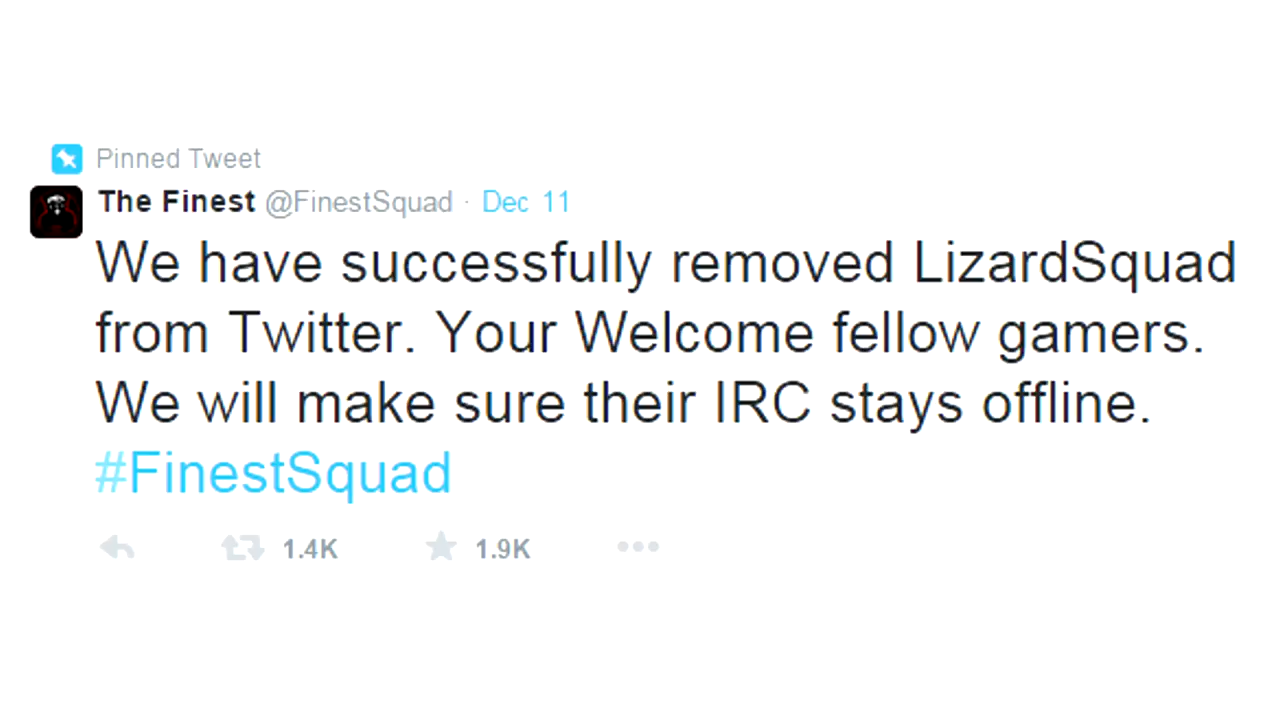 Pinned Tweet
The Finest @FinestSquad · Dec 11
We have successfully removed LizardSquad
from Twitter. Your Welcome fellow gamers.
We will make sure their IRC stays offline.
#FinestSquad
1.4K 1.9K